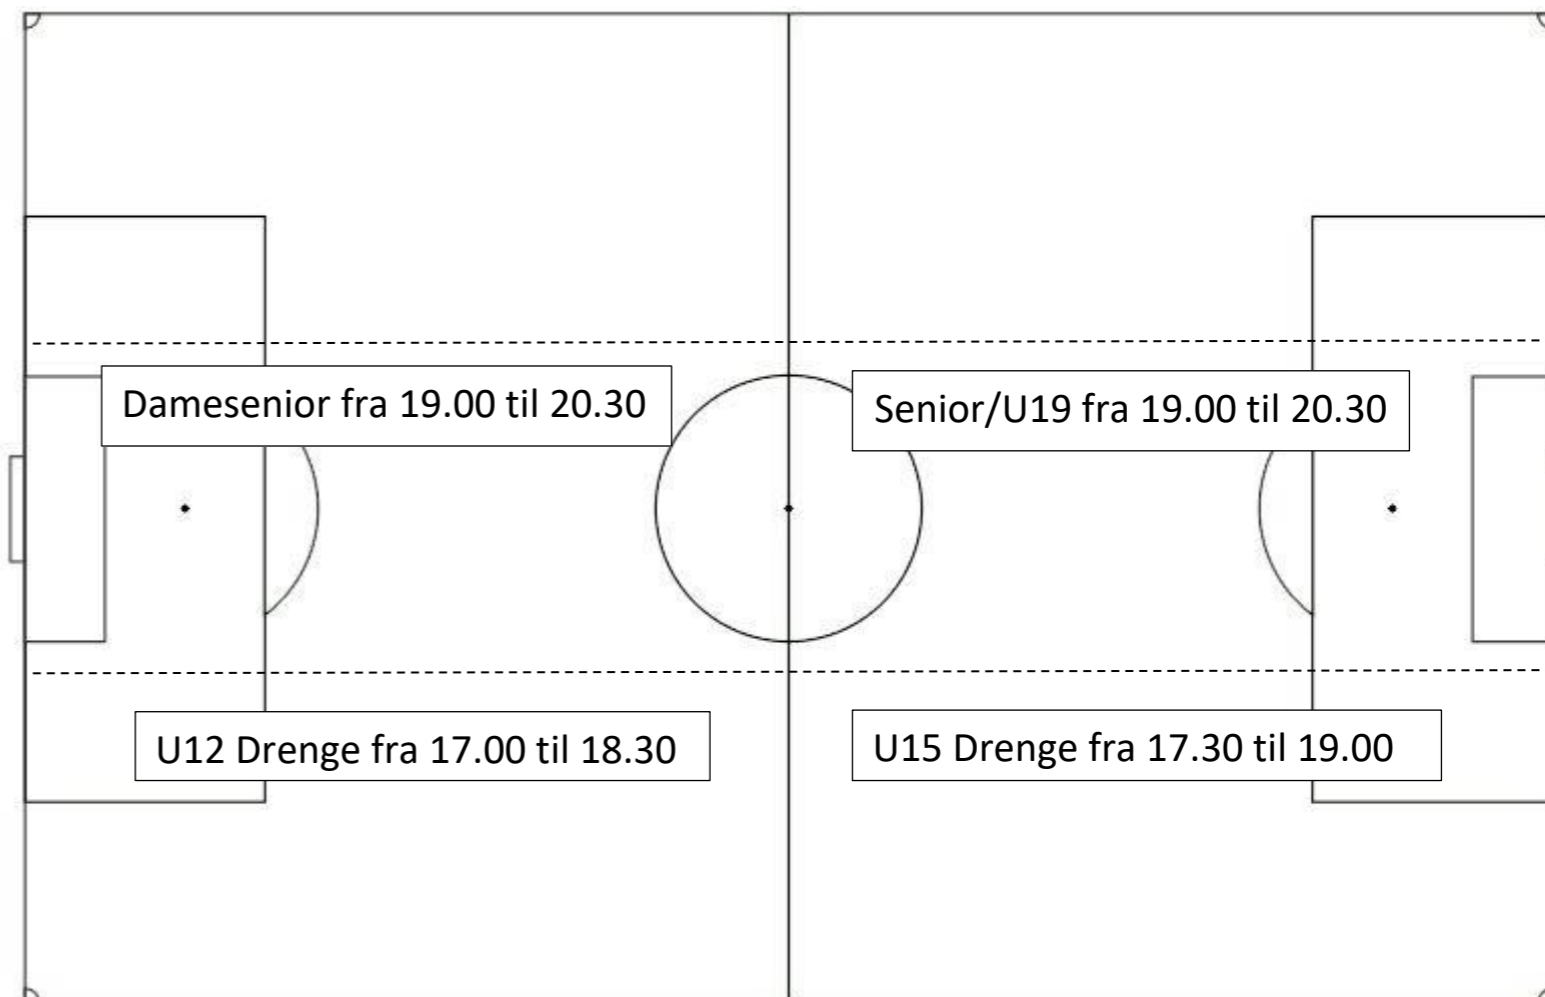 Damesenior fra 19.00 til 20.30
Senior/U19 fra 19.00 til 20.30
U12 Drenge fra 17.00 til 18.30
U15 Drenge fra 17.30 til 19.00